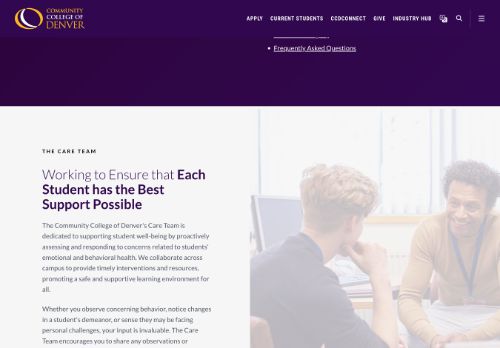 COMMUNITY
COLLEGE OF
DENVER
APPLY CURRENT STUDENTS CCDCONNECT GIVE INDUSTRY HUB
Frequently Asked Questions
THE CARE TEAM
Working to Ensure that Each
Student has the Best
Support Possible
The Community College of Denver's Care Team is
dedicated to supporting student well-being by proactively
assessing and responding to concerns related to students'
emotional and behavioral health. We collaborate across
campus to provide timely interventions and resources,
promoting a safe and supportive learning environment for
all.
Whether you observe concerning behavior, notice changes
in a student's demeanor, or sense they may be facing
personal challenges, your input is invaluable. The Care
Team encourages you to share any observations or